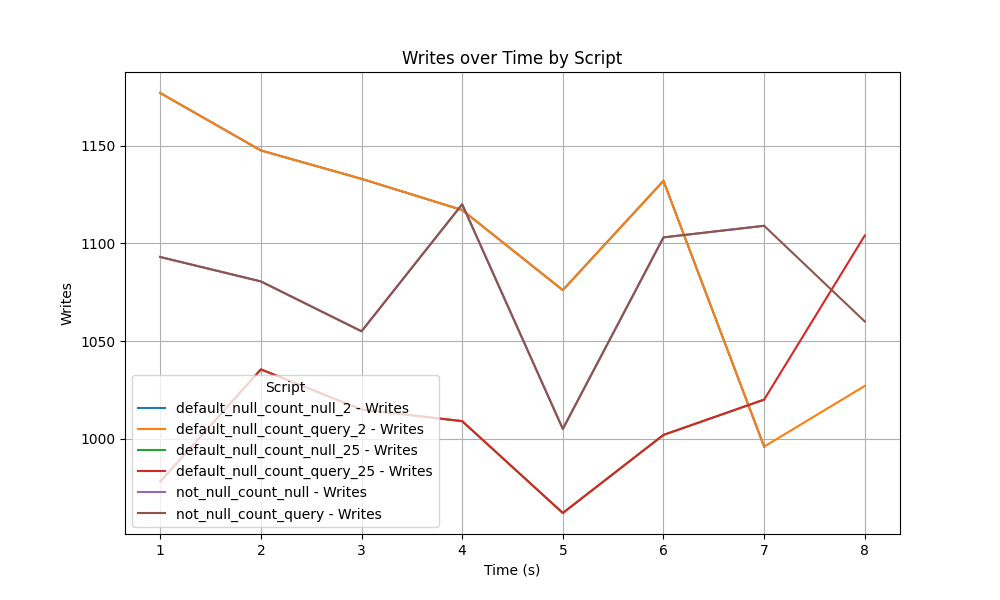 Writes over Time by Script
Writes
1150
1100
1050
1000
Script
default_null_count_null_2 - Writes
default_null_count_query_2 - Writes
default_null_count_null_25 - Writes
default_null_count_query_25 - Writes
not_null_count_null - Writes
not_null_count_query - Writes
1 2 3 4 5 6 7 8
Time (s)